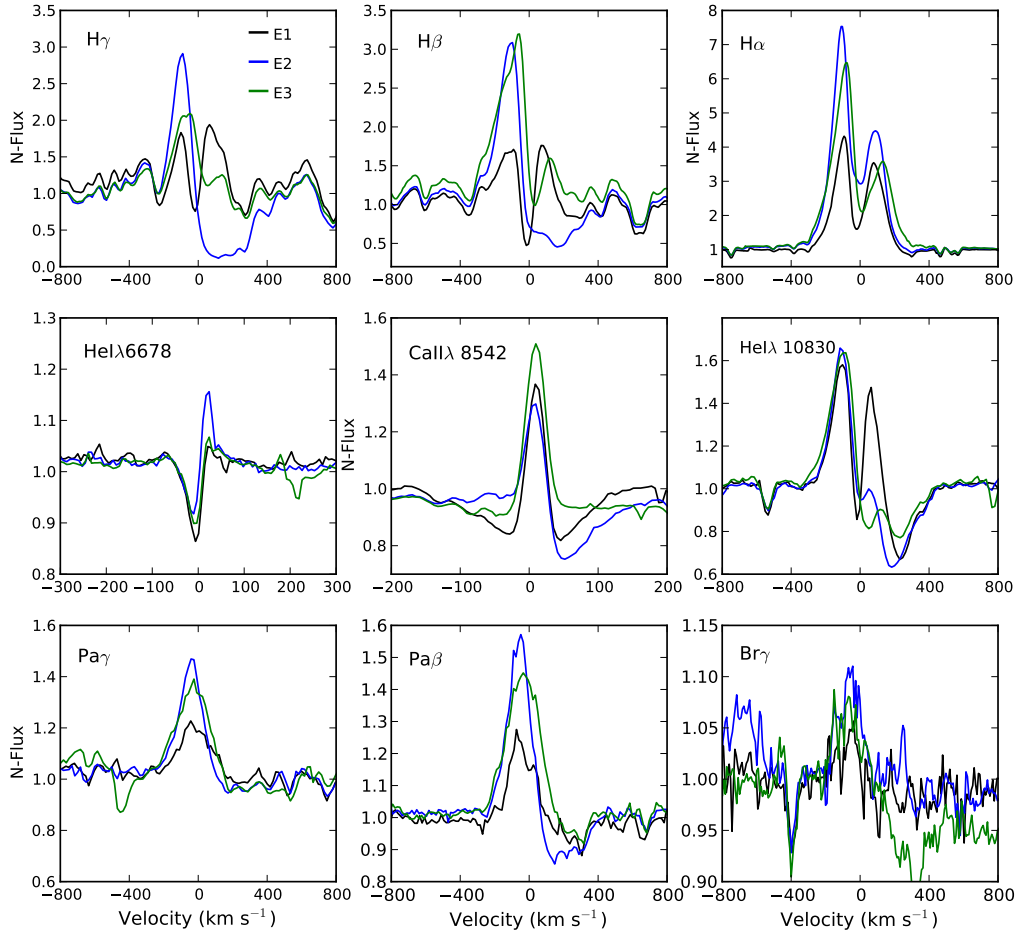 Hγ
E1
E2
E3
N-Flux
3.5
3.0
2.5
2.0
1.5
1.0
0.5
0.0
−800 −400 0 400 800
Hβ
3.5
3.0
2.5
2.0
1.5
1.0
0.5
−800 −400 0 400 800
Hα
N-Flux
8
7
6
5
4
3
2
1
−800 −400 0 400 800
HeIλ6678
1.3
1.2
1.1
1.0
0.9
0.8
−300 −200 −100 0 100 200 300
CaIIλ 8542
N-Flux
1.6
1.4
1.2
1.0
0.8
−200 −100 0 100 200
HeIλ 10830
1.6
1.4
1.2
1.0
0.8
0.6
−800 −400 0 400 800
Paγ
N-Flux
1.6
1.4
1.2
1.0
0.8
0.6
−800 −400 0 400 800
Velocity (km s⁻¹)
Paβ
1.6
1.5
1.4
1.3
1.2
1.1
1.0
0.9
0.8
−800 −400 0 400 800
Velocity (km s⁻¹)
Brγ
1.15
1.10
1.05
1.00
0.95
0.90
−800 −400 0 400 800
Velocity (km s⁻¹)